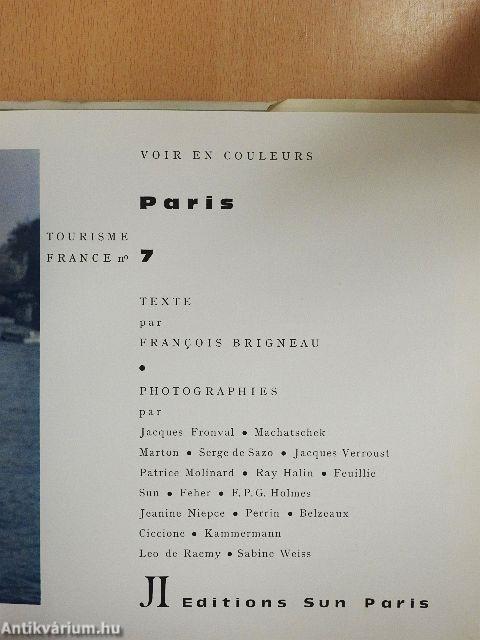 VOIR EN COULEURS
Paris
TOURISME
FRANCE nº 7
TEXTE
par
FRANÇOIS BRIGNEAU
●
PHOTOGRAPHIES
par
Jacques Fronval ● Machatschek
Marton ● Serge de Sazo ● Jacques Verroust
Patrice Molinard ● Ray Halin ● Feuillie
Sun ● Feher ● F.P.G. Holmes
Jeanine Niepce ● Perrin ● Belzeaux
Ciccione ● Kammermann
Leo de Raemy ● Sabine Weiss
JI Editions Sun Paris
Antikvárium.hu